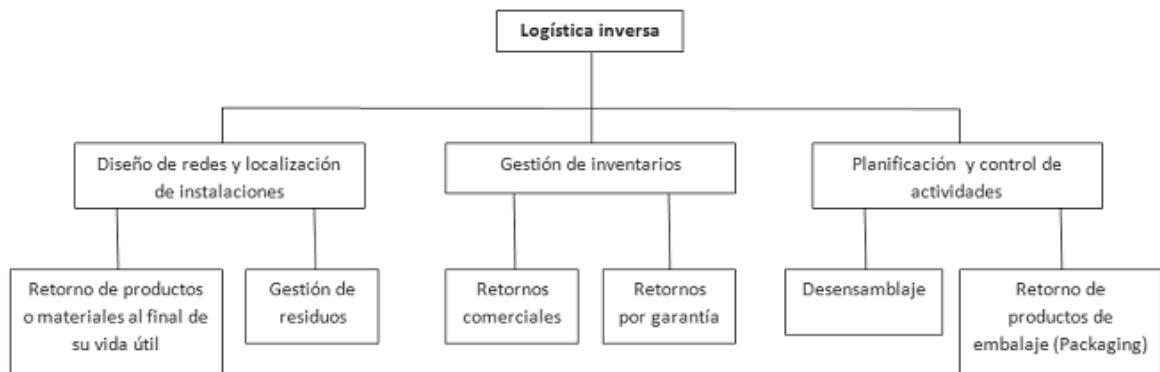 Logística inversa
Diseño de redes y localización
de instalaciones
Gestión de inventarios
Planificación y control de
actividades
Retorno de productos
o materiales al final de
su vida útil
Gestión de
residuos
Retornos
comerciales
Retornos
por garantía
Desensamblaje
Retorno de
productos de
embalaje (Packaging)